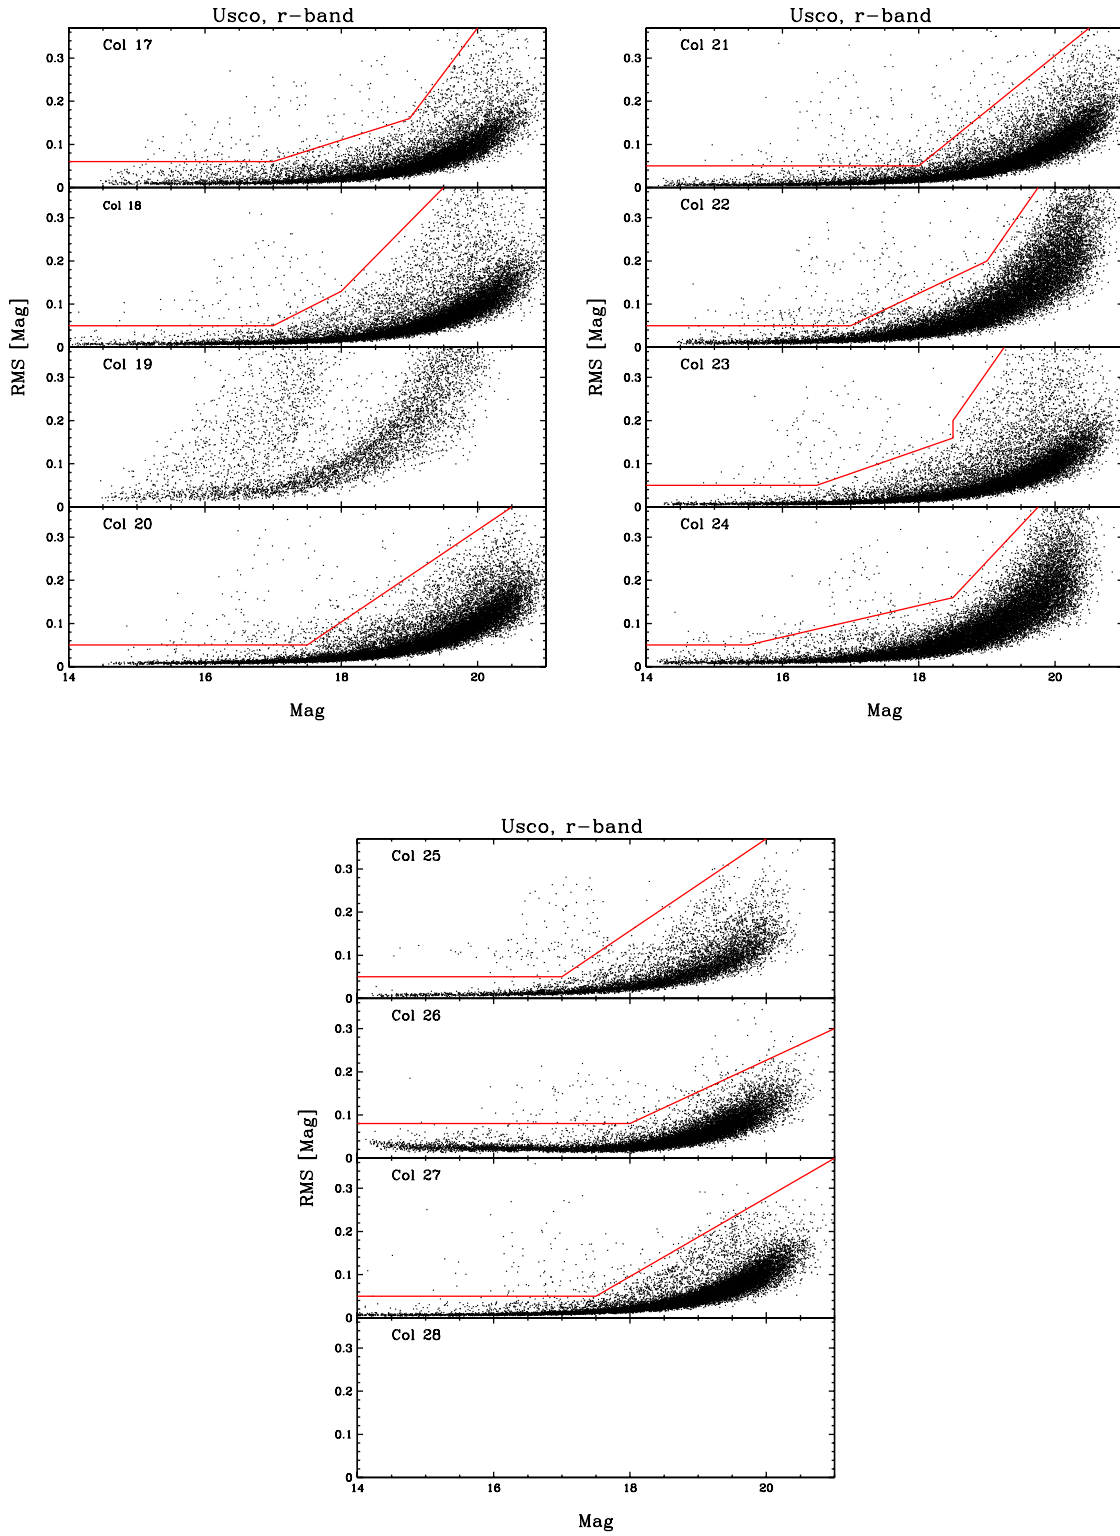 Usco, r-band
Col 17
0.3
0.2
0.1
0
Col 18
0.3
0.2
0.1
0
Col 19
0.3
0.2
0.1
0
Col 20
0.3
0.2
0.1
0
14 16 18 20
RMS [Mag]
Mag
Usco, r-band
Col 21
0.3
0.2
0.1
0
Col 22
0.3
0.2
0.1
0
Col 23
0.3
0.2
0.1
0
Col 24
0.3
0.2
0.1
0
14 16 18 20
RMS [Mag]
Mag
Usco, r-band
Col 25
0.3
0.2
0.1
0
Col 26
0.3
0.2
0.1
0
Col 27
0.3
0.2
0.1
0
Col 28
0.3
0.2
0.1
0
14 16 18 20
RMS [Mag]
Mag